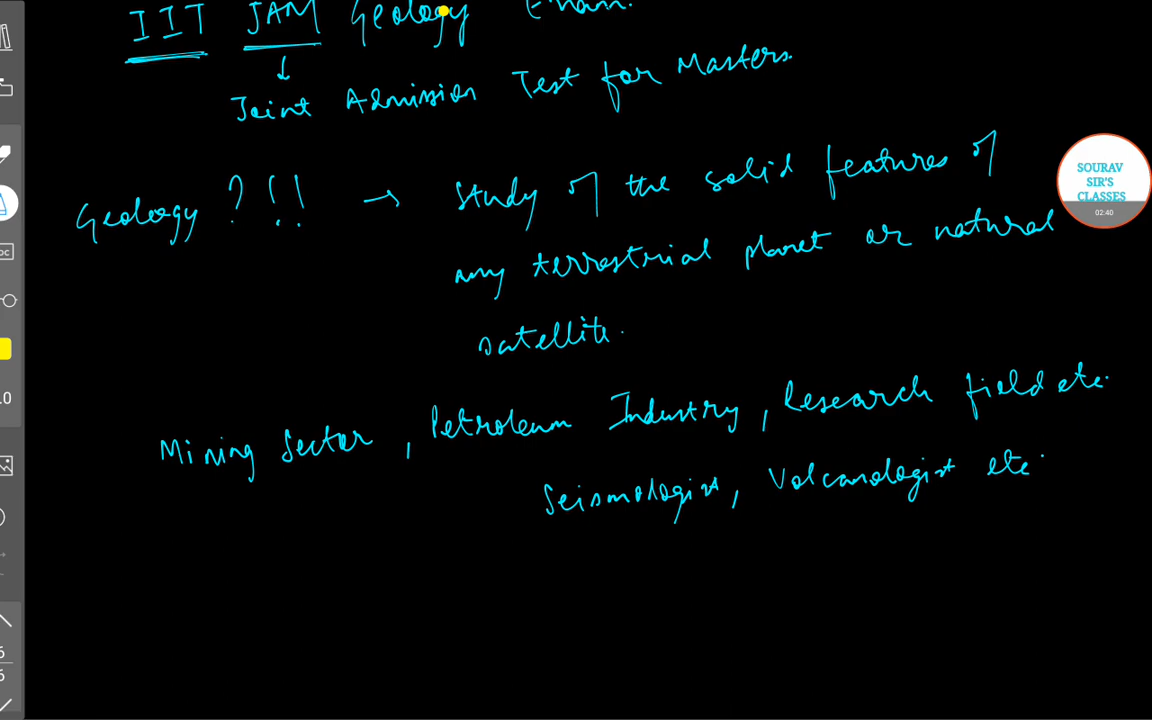 IIT JAM Geology Exam.
Joint Admission Test for Masters.
Geology ? ! ! → Study of the solid features of
any terrestrial planet or natural
satellite.
Mining Sector, Petroleum Industry, Research field etc.
Seismologist, Volcanologist etc.
SOURAV
SIR'S
CLASSES
02:40